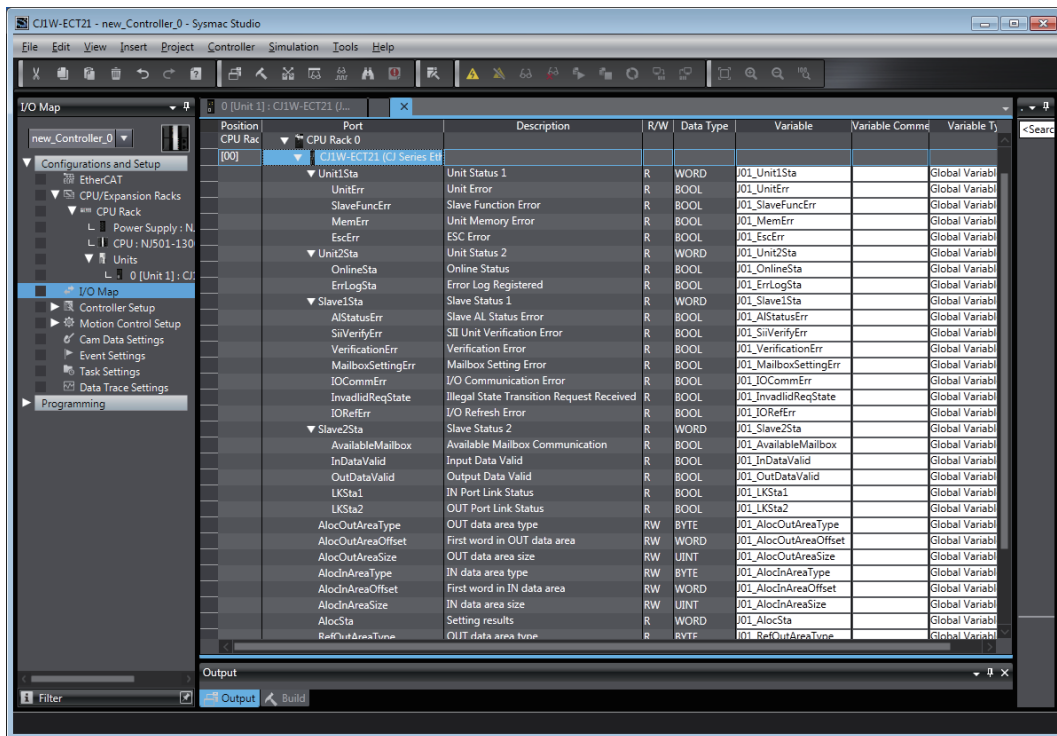 CJ1W-ECT21 - new_Controller_0 - Sysmac Studio
File Edit View Insert Project Controller Simulation Tools Help
I/O Map
0 [Unit 1] : CJ1W-ECT21 (J...
new_Controller_0
Configurations and Setup
EtherCAT
CPU/Expansion Racks
CPU Rack
Power Supply : N
CPU : NJ501-130
Units
0 [Unit 1] : CJ
I/O Map
Controller Setup
Motion Control Setup
Cam Data Settings
Event Settings
Task Settings
Data Trace Settings
Programming
Filter
Position Port Description R/W Data Type Variable Variable Comme Variable Ty
CPU Rac CPU Rack 0
[00] CJ1W-ECT21 (CJ Series Eth
Unit1Sta Unit Status 1 R WORD J01_Unit1Sta Global Variabl
UnitErr Unit Error R BOOL J01_UnitErr Global Variabl
SlaveFuncErr Slave Function Error R BOOL J01_SlaveFuncErr Global Variabl
MemErr Unit Memory Error R BOOL J01_MemErr Global Variabl
EscErr ESC Error R BOOL J01_EscErr Global Variabl
Unit2Sta Unit Status 2 R WORD J01_Unit2Sta Global Variabl
OnlineSta Online Status R BOOL J01_OnlineSta Global Variabl
ErrLogSta Error Log Registered R BOOL J01_ErrLogSta Global Variabl
Slave1Sta Slave Status 1 R WORD J01_Slave1Sta Global Variabl
AlStatusErr Slave AL Status Error R BOOL J01_AlStatusErr Global Variabl
SiiVerifyErr SII Unit Verification Error R BOOL J01_SiiVerifyErr Global Variabl
VerificationErr Verification Error R BOOL J01_VerificationErr Global Variabl
MailboxSettingErr Mailbox Setting Error R BOOL J01_MailboxSettingErr Global Variabl
IOCommErr I/O Communication Error R BOOL J01_IOCommErr Global Variabl
InvadlidReqState Illegal State Transition Request Received R BOOL J01_InvadlidReqState Global Variabl
IORefErr I/O Refresh Error R BOOL J01_IORefErr Global Variabl
Slave2Sta Slave Status 2 R WORD J01_Slave2Sta Global Variabl
AvailableMailbox Available Mailbox Communication R BOOL J01_AvailableMailbox Global Variabl
InDataValid Input Data Valid R BOOL J01_InDataValid Global Variabl
OutDataValid Output Data Valid R BOOL J01_OutDataValid Global Variabl
LKSta1 IN Port Link Status R BOOL J01_LKSta1 Global Variabl
LKSta2 OUT Port Link Status R BOOL J01_LKSta2 Global Variabl
AlocOutAreaType OUT data area type RW BYTE J01_AlocOutAreaType Global Variabl
AlocOutAreaOffset First word in OUT data area RW WORD J01_AlocOutAreaOffset Global Variabl
AlocOutAreaSize OUT data area size RW UINT J01_AlocOutAreaSize Global Variabl
AlocInAreaType IN data area type RW BYTE J01_AlocInAreaType Global Variabl
AlocInAreaOffset First word in IN data area RW WORD J01_AlocInAreaOffset Global Variabl
AlocInAreaSize IN data area size RW UINT J01_AlocInAreaSize Global Variabl
AlocSta Setting results R WORD J01_AlocSta Global Variabl
RefOutAreaType OUT data area type R BYTE J01_RefOutAreaType Global Variabl
<Searc
Output
Output Build